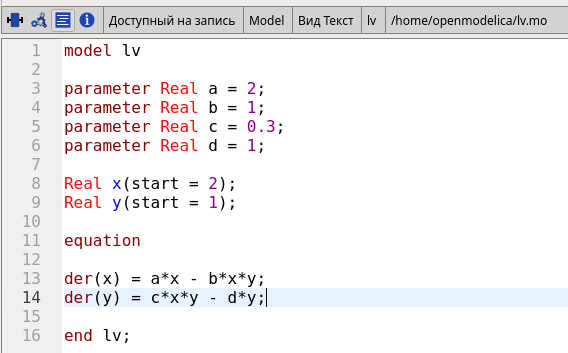 Доступный на запись Model Вид Текст lv /home/openmodelica/lv.mo
1 model lv
2
3 parameter Real a = 2;
4 parameter Real b = 1;
5 parameter Real c = 0.3;
6 parameter Real d = 1;
7
8 Real x(start = 2);
9 Real y(start = 1);
10
11 equation
12
13 der(x) = a*x - b*x*y;
14 der(y) = c*x*y - d*y;
15
16 end lv;